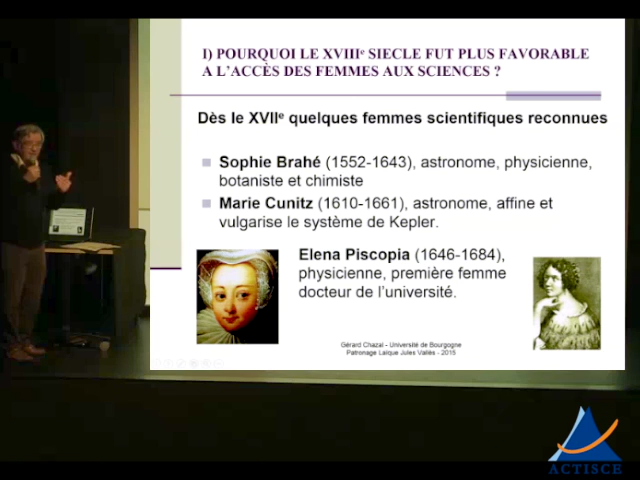 I) POURQUOI LE XVIIIe SIECLE FUT PLUS FAVORABLE
A L'ACCÈS DES FEMMES AUX SCIENCES ?
Dès le XVIIe quelques femmes scientifiques reconnues
Sophie Brahé (1552-1643), astronome, physicienne,
botaniste et chimiste
Marie Cunitz (1610-1661), astronome, affine et
vulgarise le système de Kepler.
Elena Piscopia (1646-1684),
physicienne, première femme
docteur de l'université.
Gérard Chazal - Université de Bourgogne
Patronage Laïque Jules Vallès - 2015
ACTISCE